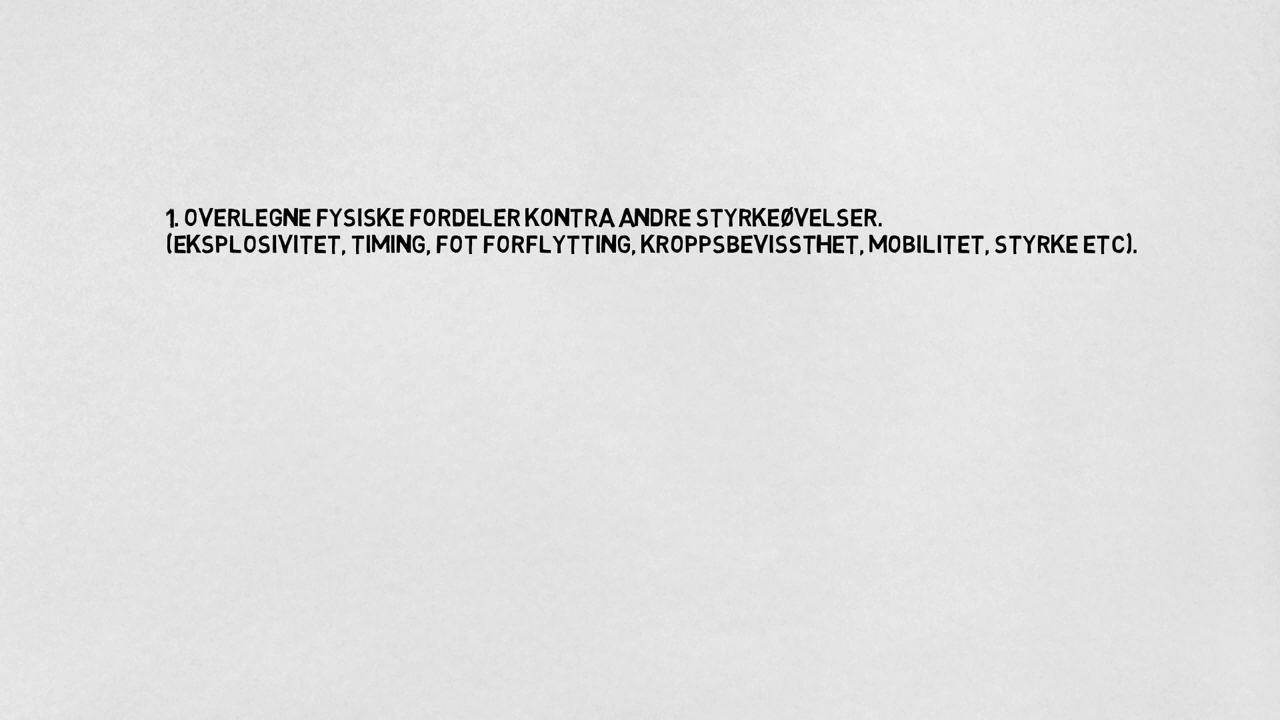 1. OVERLEGNE FYSISKE FORDELER KONTRA ANDRE STYRKEØVELSER.
(EKSPLOSIVITET, TIMING, FOT FORFLYTTING, KROPPSBEVISSTHET, MOBILITET, STYRKE ETC).